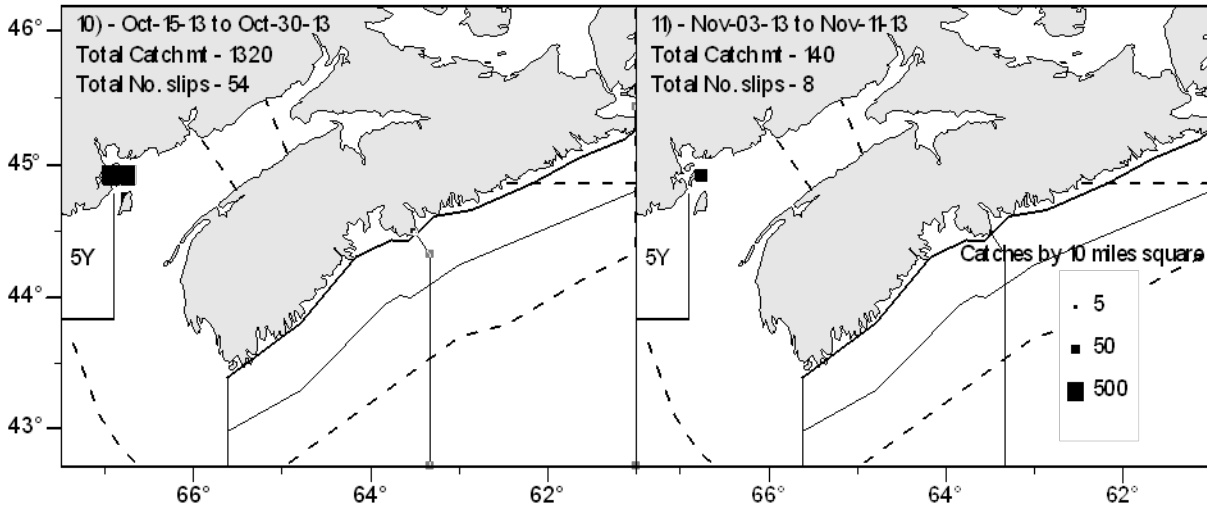 10) - Oct-15-13 to Oct-30-13
Total Catch mt - 1320
Total No. slips - 54
11) - Nov-03-13 to Nov-11-13
Total Catch mt - 140
Total No. slips - 8
46°
45°
44°
43°
5Y
5Y
Catches by 10 miles square
5
50
500
66°
64°
62°
66°
64°
62°